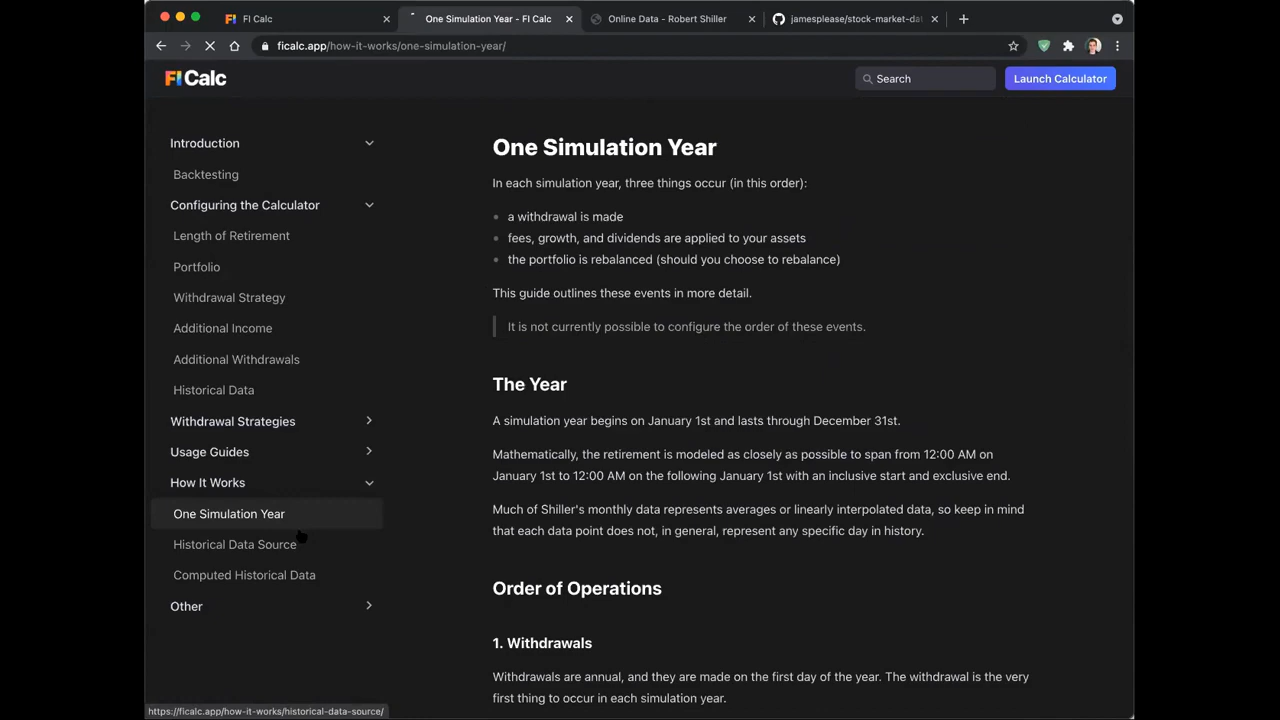 FI Calc
One Simulation Year - FI Calc
Online Data - Robert Shiller
jamesplease/stock-market-da
ficalc.app/how-it-works/one-simulation-year/
FI Calc
Search
Launch Calculator
Introduction
Backtesting
Configuring the Calculator
Length of Retirement
Portfolio
Withdrawal Strategy
Additional Income
Additional Withdrawals
Historical Data
Withdrawal Strategies
Usage Guides
How It Works
One Simulation Year
Historical Data Source
Computed Historical Data
Other
One Simulation Year
In each simulation year, three things occur (in this order):
a withdrawal is made
fees, growth, and dividends are applied to your assets
the portfolio is rebalanced (should you choose to rebalance)
This guide outlines these events in more detail.
It is not currently possible to configure the order of these events.
The Year
A simulation year begins on January 1st and lasts through December 31st.
Mathematically, the retirement is modeled as closely as possible to span from 12:00 AM on
January 1st to 12:00 AM on the following January 1st with an inclusive start and exclusive end.
Much of Shiller's monthly data represents averages or linearly interpolated data, so keep in mind
that each data point does not, in general, represent any specific day in history.
Order of Operations
1. Withdrawals
Withdrawals are annual, and they are made on the first day of the year. The withdrawal is the very
first thing to occur in each simulation year.
https://ficalc.app/how-it-works/historical-data-source/